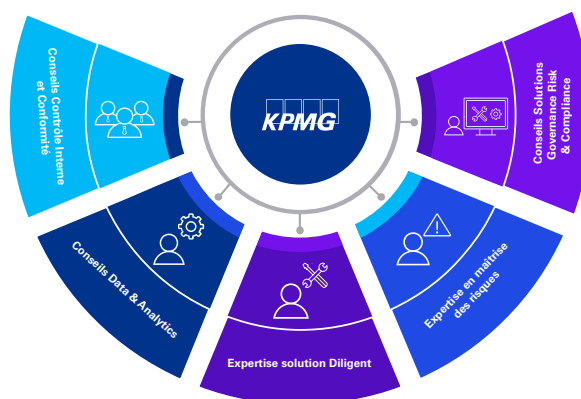 KPMG
Conseils Contrôle Interne
et Conformité
Conseils Data & Analytics
Expertise solution Diligent
Expertise en maitrise
des risques
Conseils Solutions
Governance Risk
& Compliance